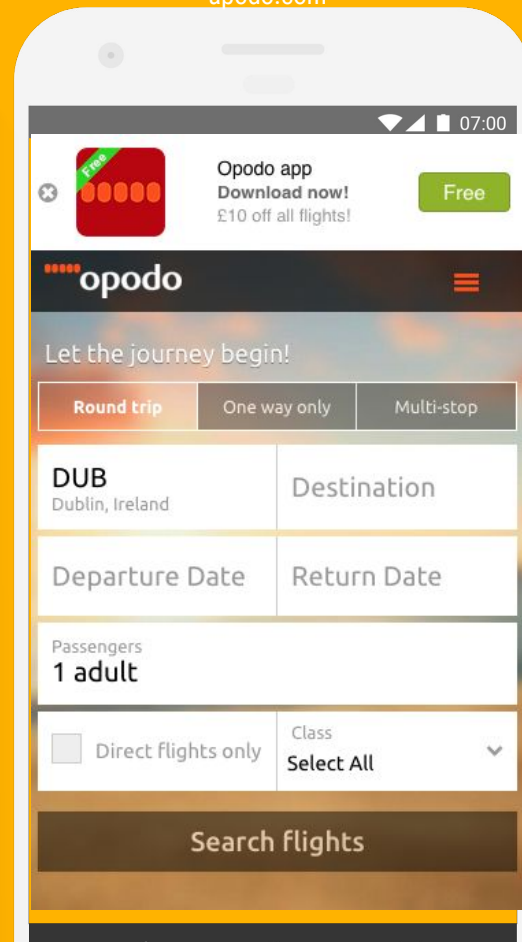 opodo.com
07:00
Free
Opodo app
Download now!
£10 off all flights!
Free
opodo
Let the journey begin!
Round trip
One way only
Multi-stop
DUB
Dublin, Ireland
Destination
Departure Date
Return Date
Passengers
1 adult
Direct flights only
Class
Select All
Search flights